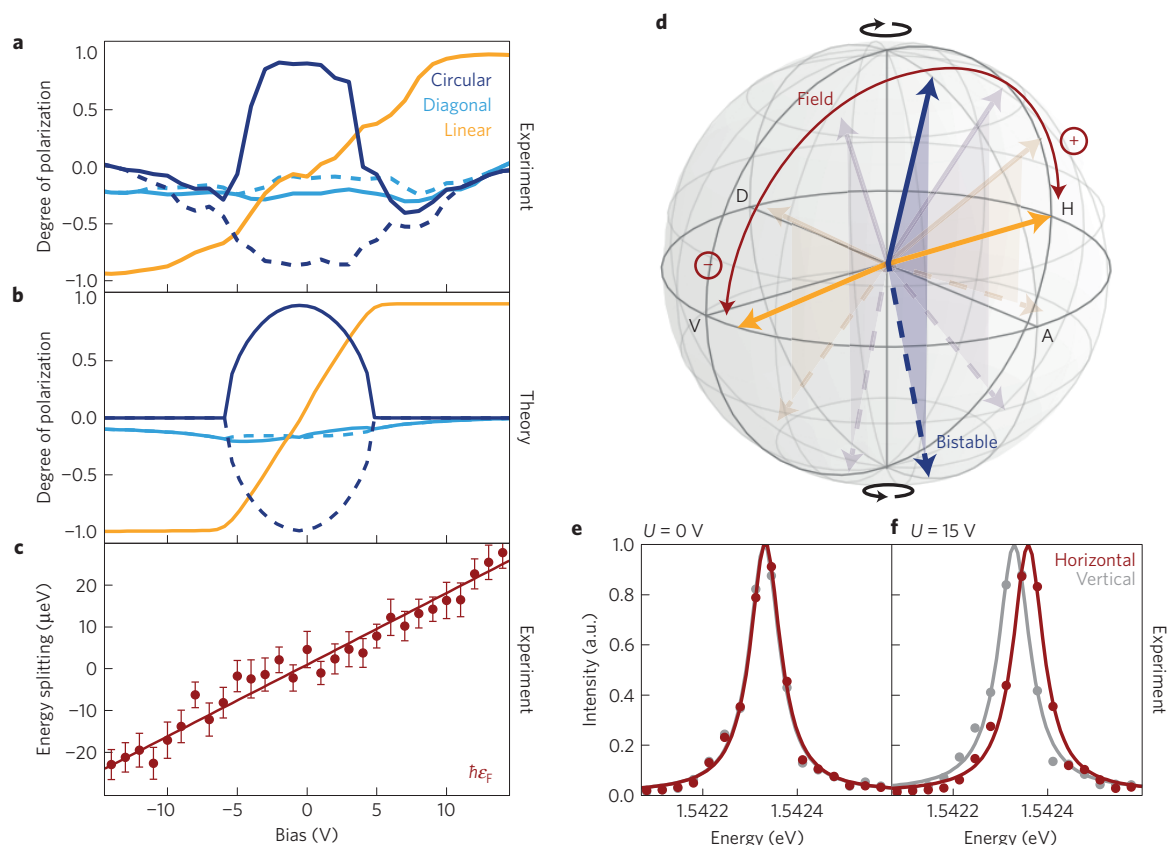 a
1.0
0.5
0.0
−0.5
−1.0
Degree of polarization
Circular
Diagonal
Linear
Experiment
b
1.0
0.5
0.0
−0.5
−1.0
Degree of polarization
Theory
c
20
10
0
−10
−20
Energy splitting (μeV)
ħεF
Experiment
−10
−5
0
5
10
Bias (V)
d
Field
+
−
D
H
V
A
Bistable
e
U = 0 V
1.0
0.8
0.6
0.4
0.2
0.0
Intensity (a.u.)
1.5422
1.5424
Energy (eV)
f
U = 15 V
Horizontal
Vertical
Experiment
1.5422
1.5424
Energy (eV)